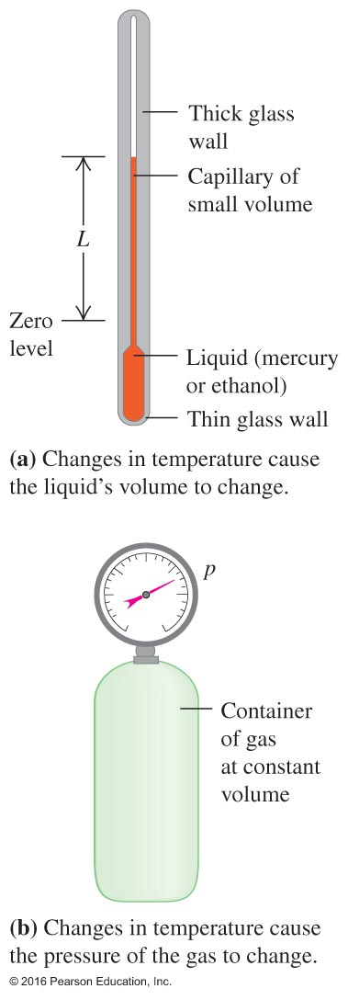 Thick glass
wall
Capillary of
small volume
L
Zero
level
Liquid (mercury
or ethanol)
Thin glass wall
(a) Changes in temperature cause
the liquid’s volume to change.
p
Container
of gas
at constant
volume
(b) Changes in temperature cause
the pressure of the gas to change.
© 2016 Pearson Education, Inc.